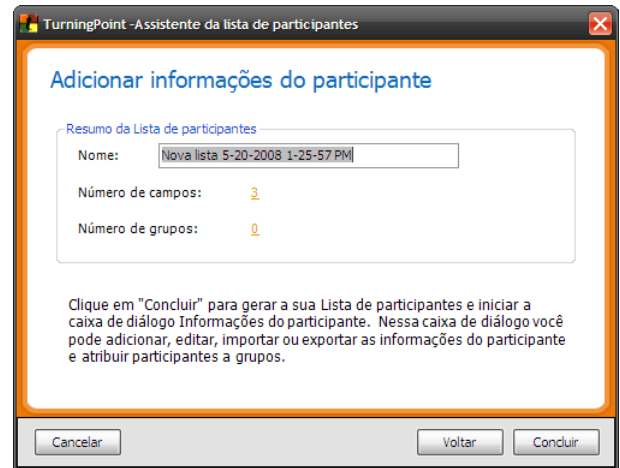 TurningPoint -Assistente da lista de participantes
Adicionar informações do participante
Resumo da Lista de participantes
Nome: Nova lista 5-20-2008 1-25-57 PM
Número de campos: 3
Número de grupos: 0
Clique em "Concluir" para gerar a sua Lista de participantes e iniciar a
caixa de diálogo Informações do participante. Nessa caixa de diálogo você
pode adicionar, editar, importar ou exportar as informações do participante
e atribuir participantes a grupos.
Cancelar Voltar Concluir